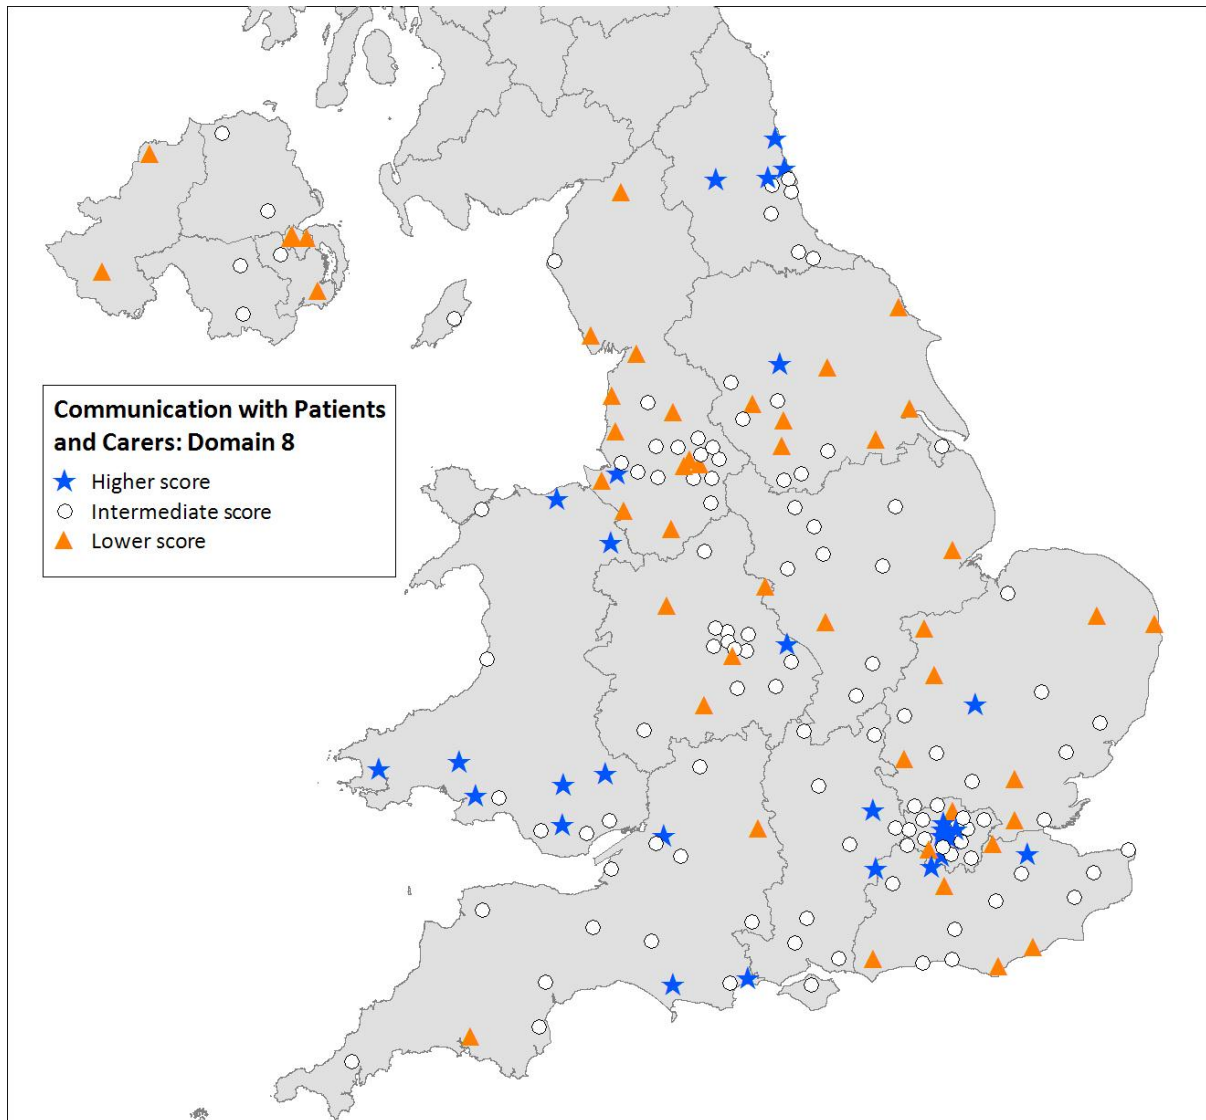 Communication with Patients
and Carers: Domain 8
Higher score
Intermediate score
Lower score